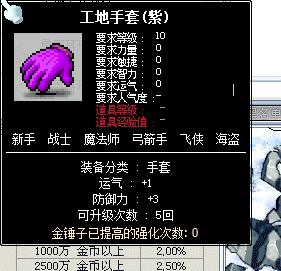 工地手套(紫)
要求等级: 10
要求力量: 0
要求敏捷: 0
要求智力: 0
要求运气: 0
要求人气度: -
道具等级: -
道具经验值: -
新手 战士 魔法师 弓箭手 飞侠 海盗
装备分类: 手套
运气: +1
防御力: +3
可升级次数: 5回
金锤子已提高的强化次数: 0
1000万 金币以上 2,00%
2500万 金币以上 2,50%